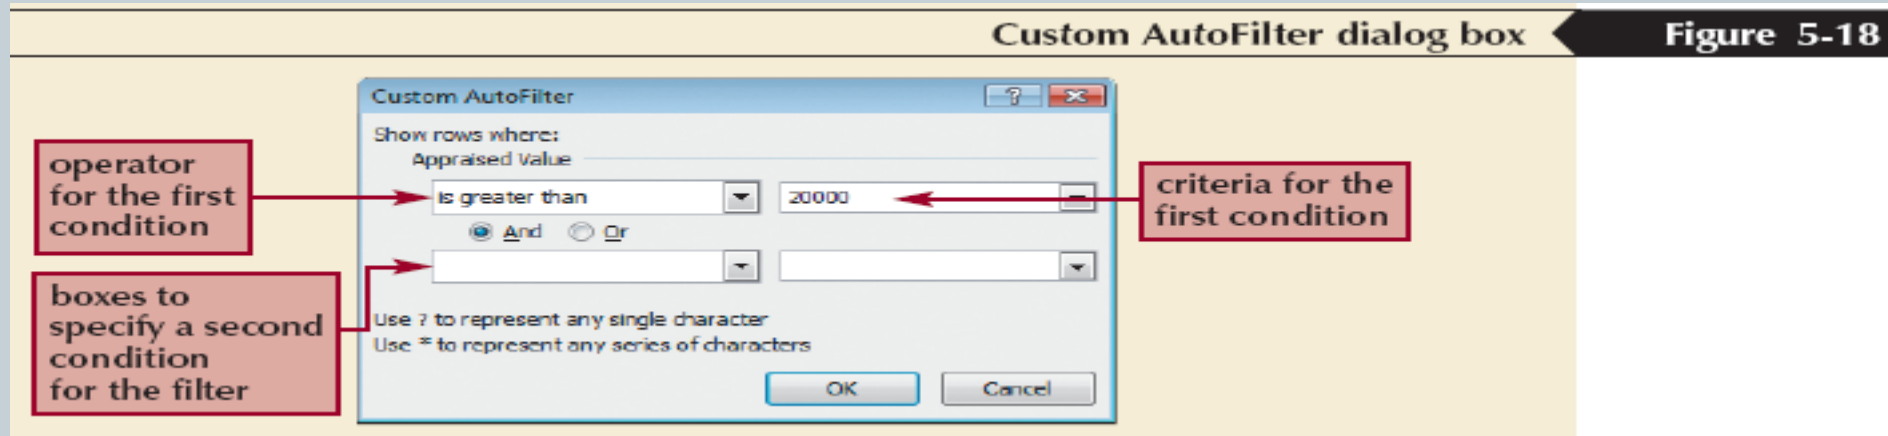 Custom AutoFilter dialog box
Figure 5-18
Custom AutoFilter
Show rows where:
Appraised Value
operator
for the first
condition
is greater than
20000
criteria for the
first condition
And Or
boxes to
specify a second
condition
for the filter
Use ? to represent any single character
Use * to represent any series of characters
OK Cancel